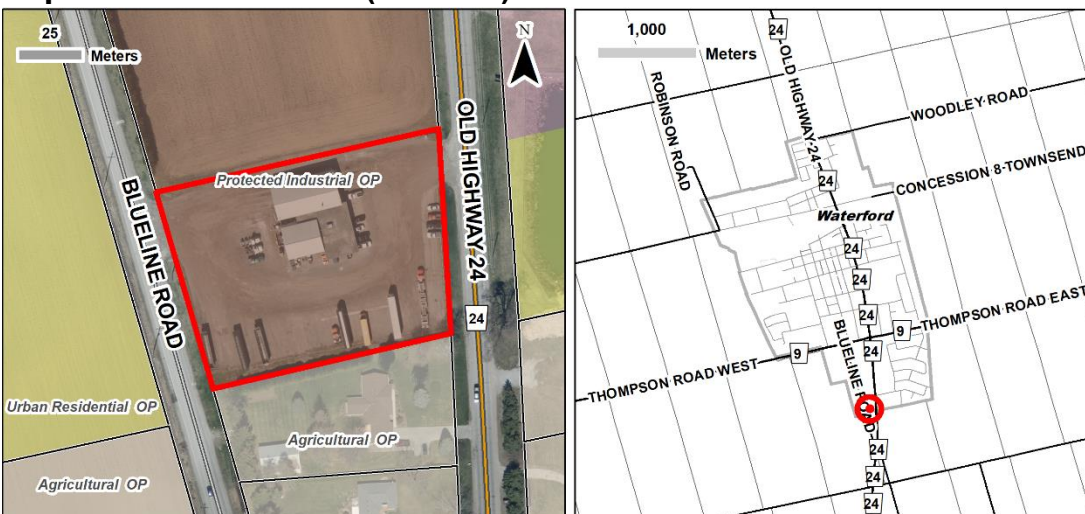 25
Meters
N
OLD HIGHWAY 24
Protected Industrial OP
BLUELINE ROAD
24
Urban Residential OP
Agricultural OP
Agricultural OP
1,000
Meters
24
ROBINSON ROAD
OLD HIGHWAY 24
WOODLEY ROAD
CONCESSION 8 TOWNSEND
24
Waterford
24
24
24
9
THOMPSON ROAD EAST
BLUELINE ROAD
24
9
THOMPSON ROAD WEST
24
24
24